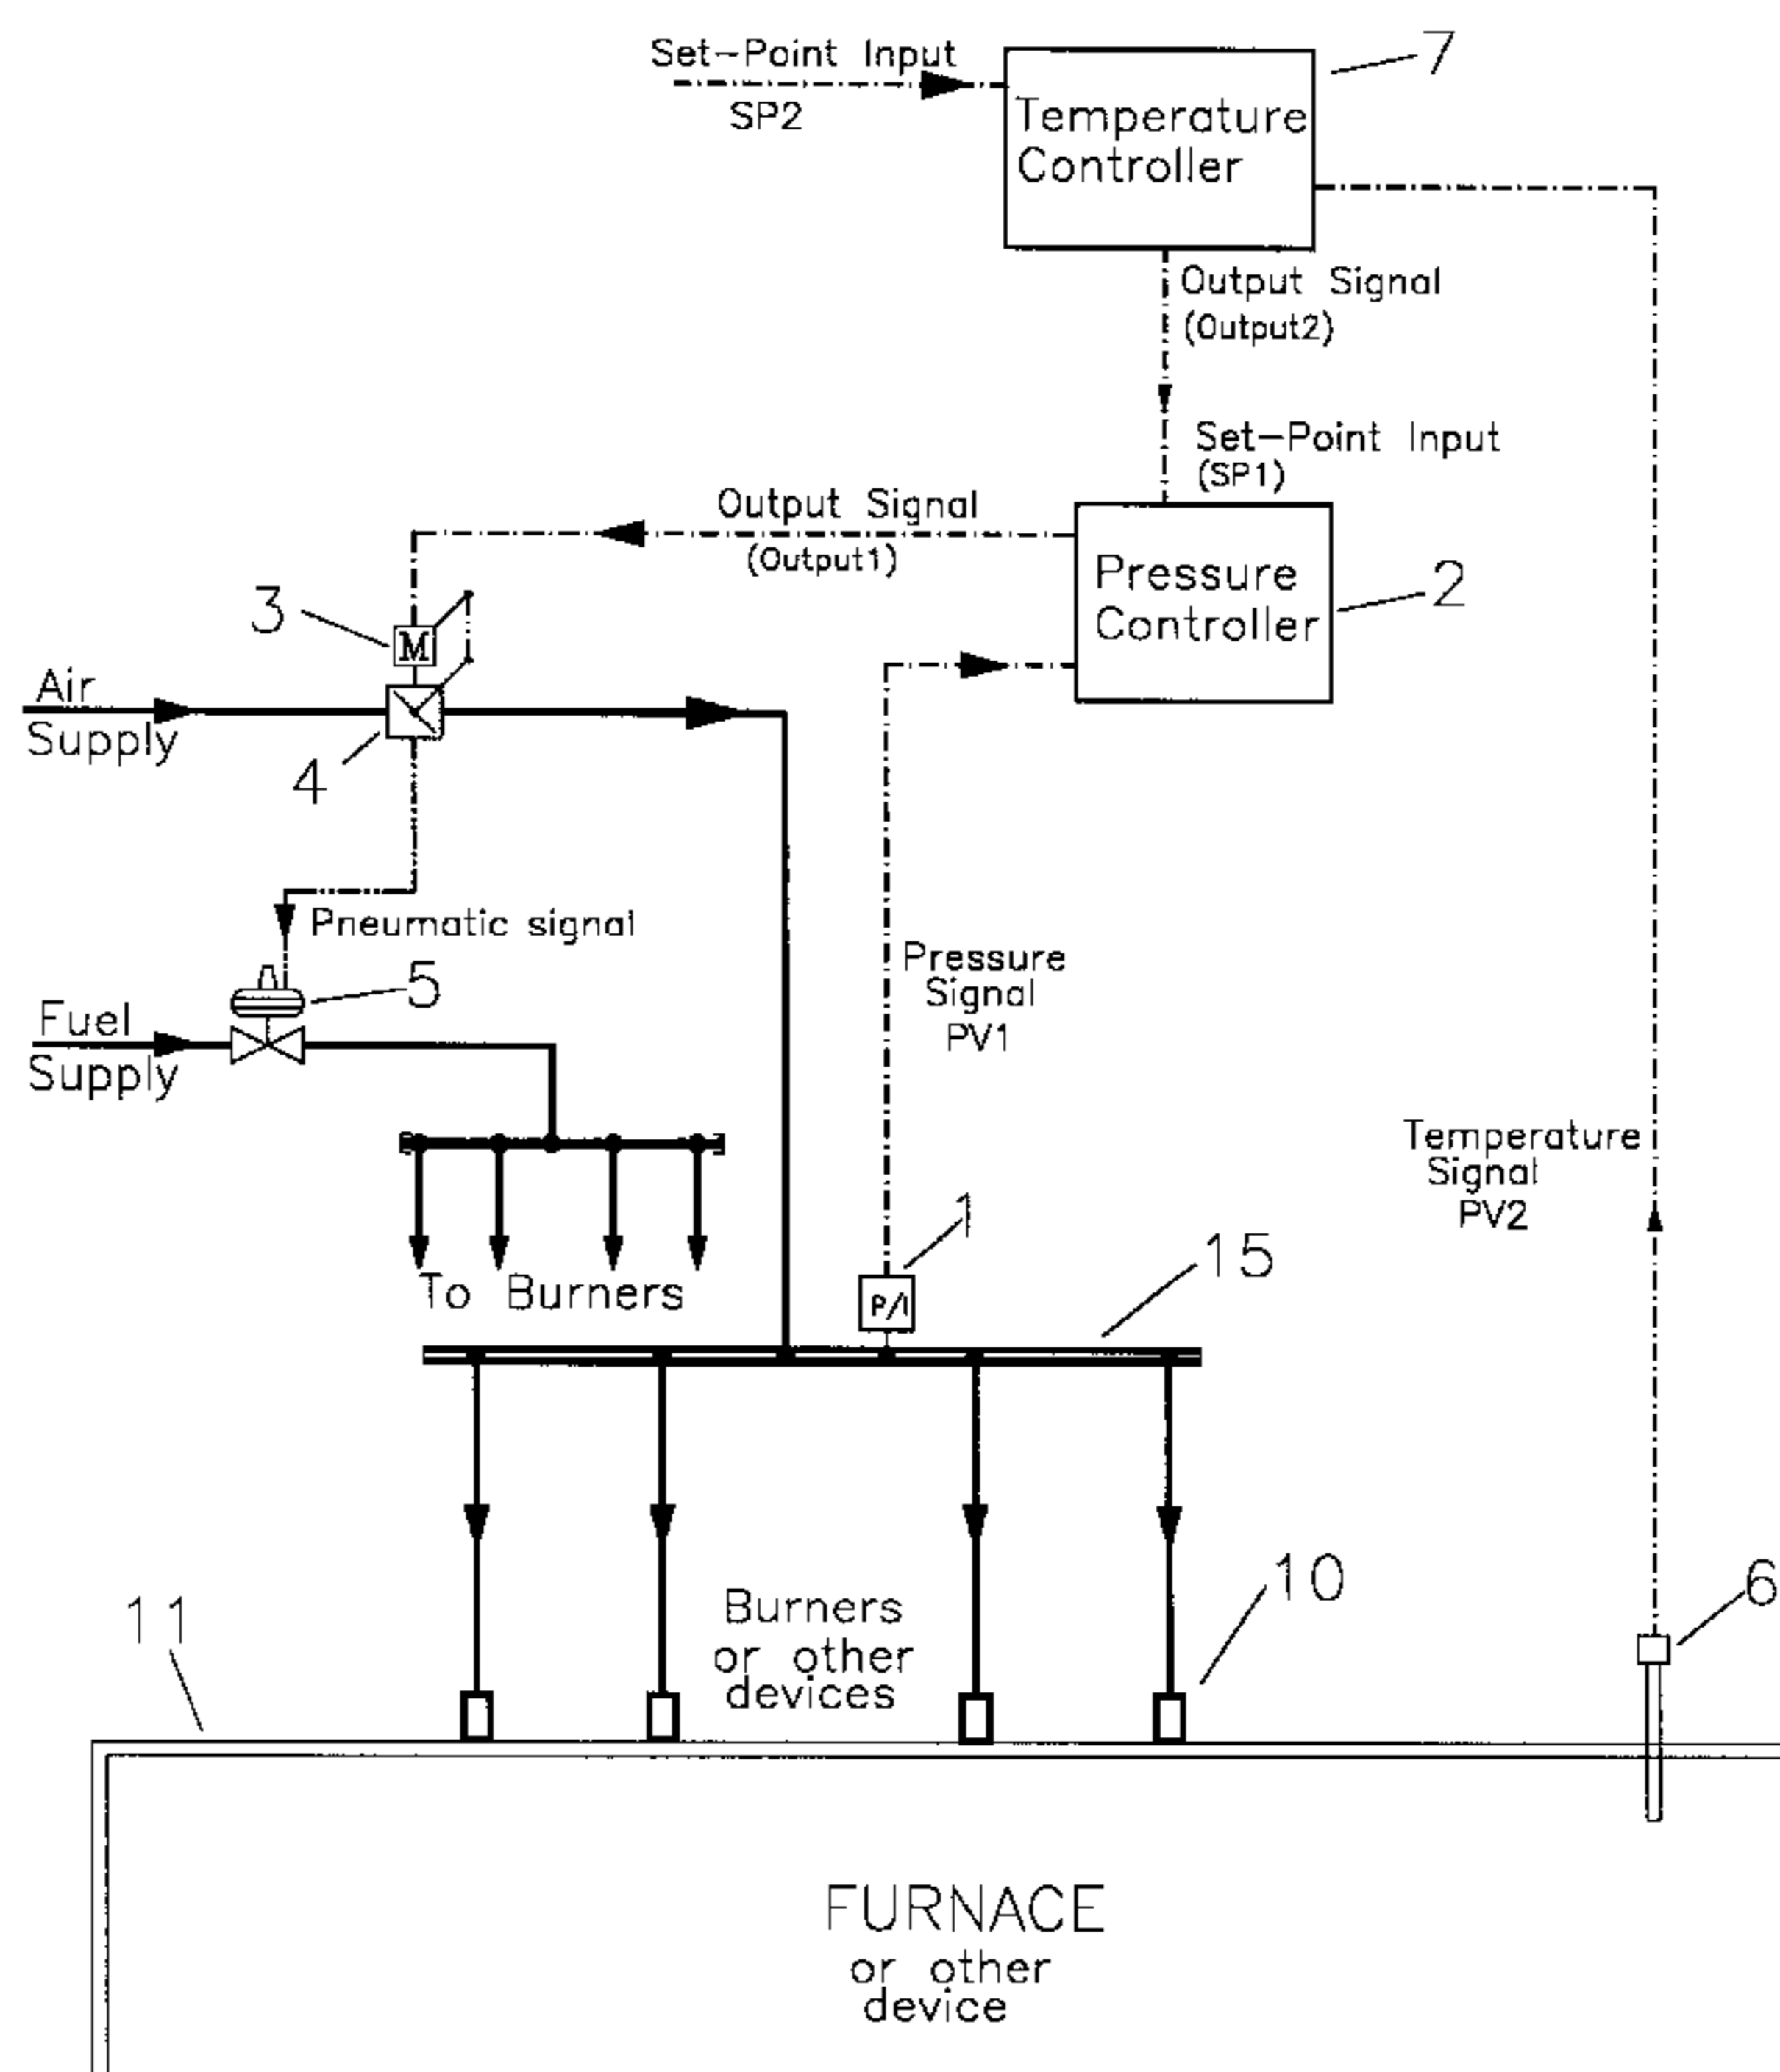 Set-Point Input
SP2
7
Temperature
Controller
Output Signal
(Output2)
Set-Point Input
(SP1)
Output Signal
(Output1)
Pressure
Controller
2
3
M
Air
Supply
4
Pneumatic signal
5
Fuel
Supply
Pressure
Signal
PV1
To Burners
1
P/I
15
Temperature
Signal
PV2
10
6
11
Burners
or other
devices
FURNACE
or other
device